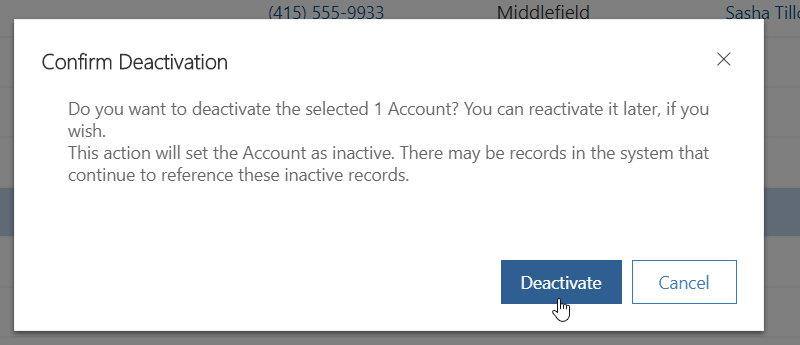 (415) 555-9933 Middlefield Sasha Tillo
Confirm Deactivation
Do you want to deactivate the selected 1 Account? You can reactivate it later, if you
wish.
This action will set the Account as inactive. There may be records in the system that
continue to reference these inactive records.
Deactivate Cancel